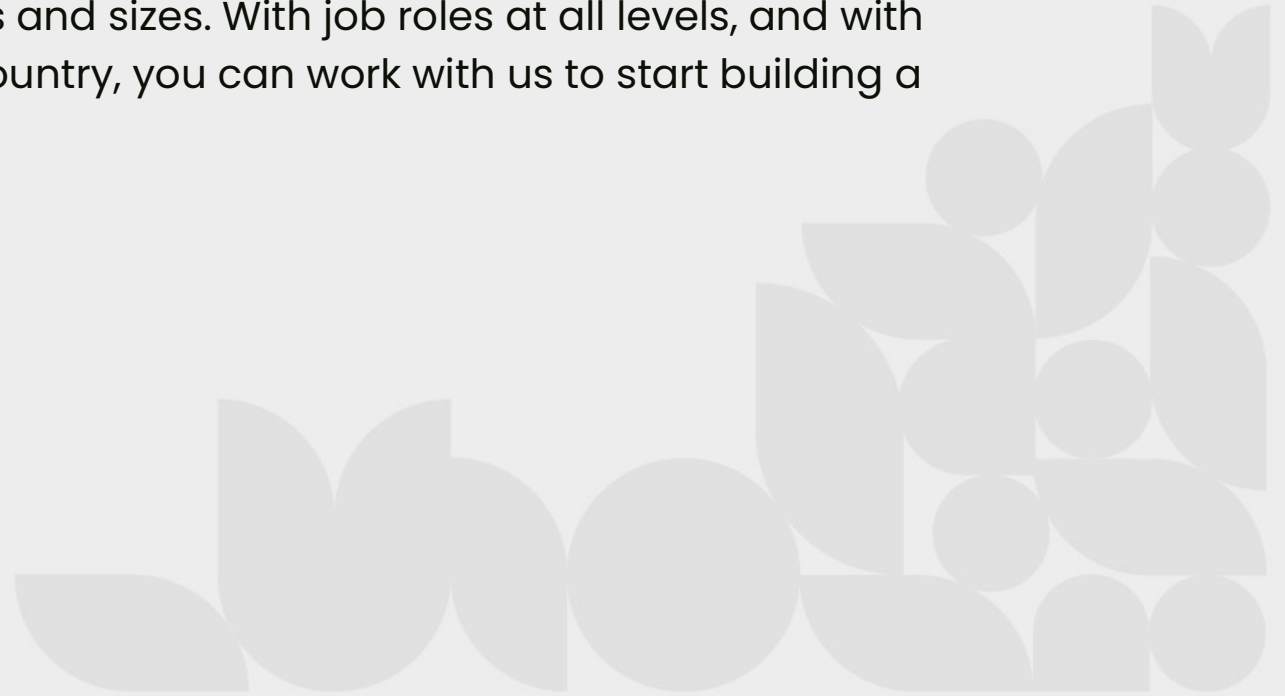 s and sizes. With job roles at all levels, and with
ountry, you can work with us to start building a